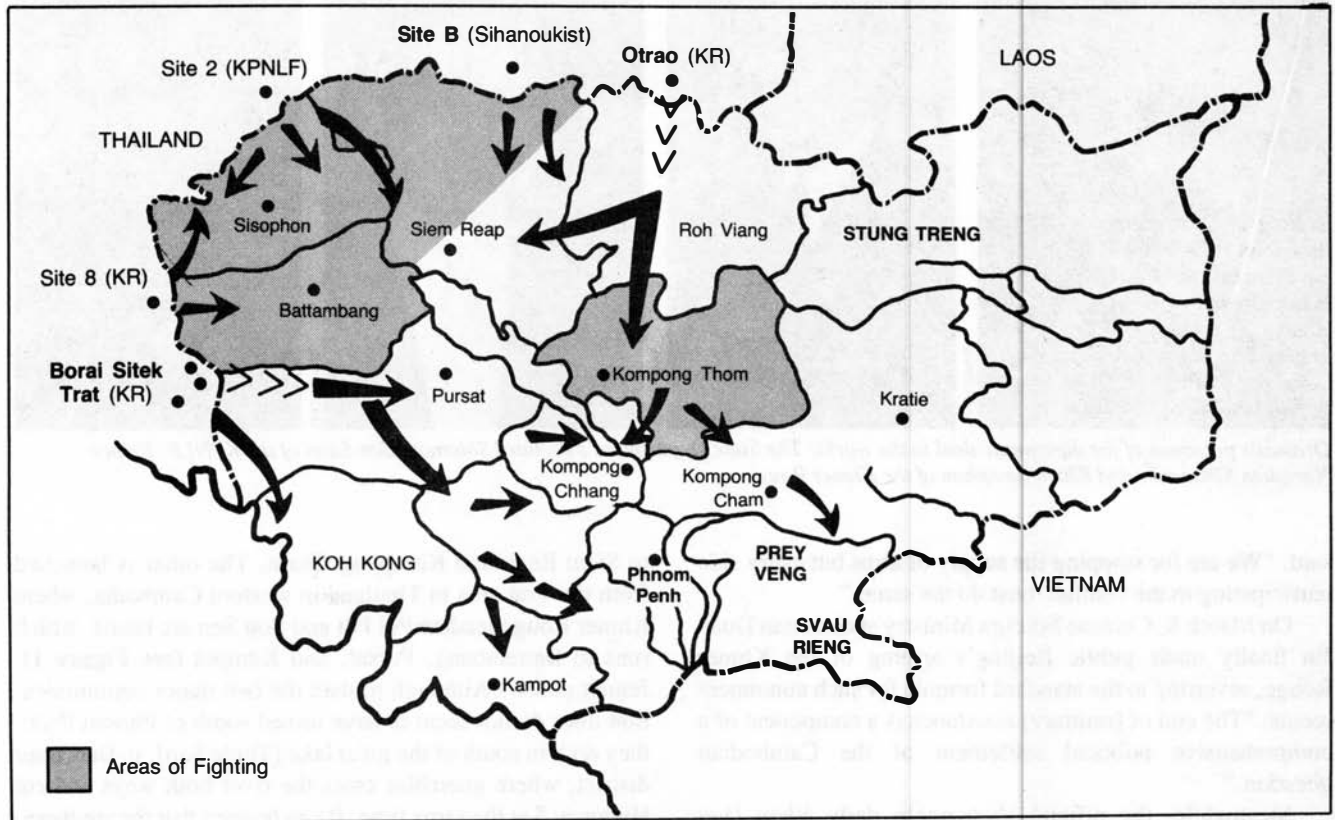 Site B (Sihanoukist)
Otrao (KR)
LAOS
Site 2 (KPNLF)
THAILAND
Sisophon
Siem Reap
Roh Viang
STUNG TRENG
Site 8 (KR)
Battambang
Borai Sitek
Trat (KR)
Pursat
Kompong Thom
Kratie
Kompong
Chhang
Kompong
Cham
KOH KONG
Phnom
Penh
PREY
VENG
VIETNAM
SVAU
RIENG
Kampot
Areas of Fighting